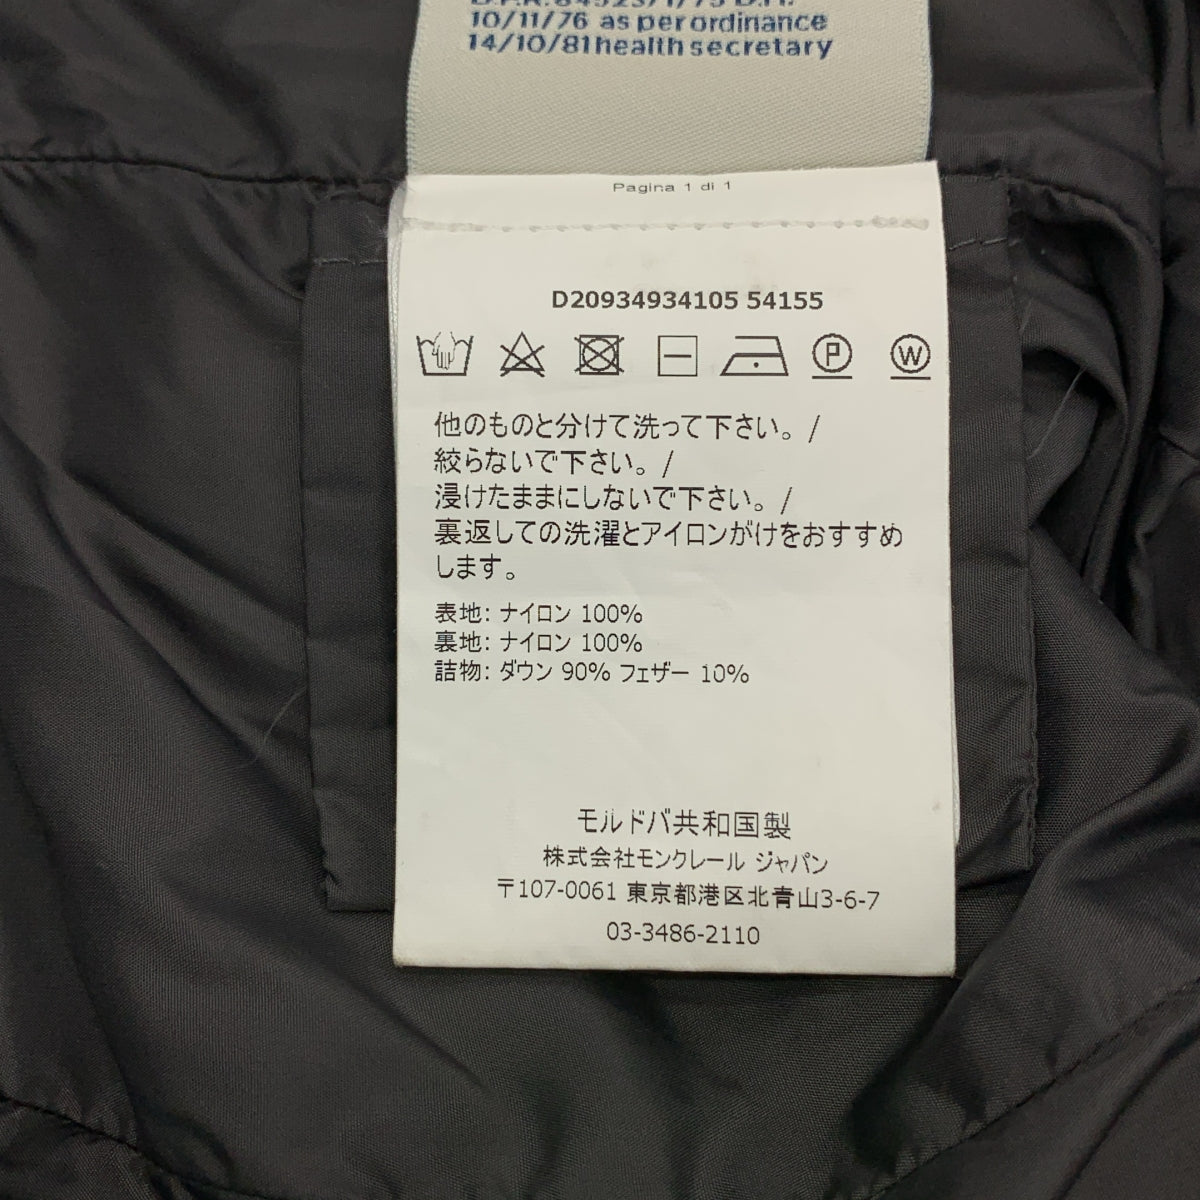 10/11/76 as per ordinance
14/10/81 health secretary
Pagina 1 di 1
D20934934105 54155
P W
他のものと分けて洗って下さい。/
絞らないで下さい。/
浸けたままにしないで下さい。/
裏返しての洗濯とアイロンがけをおすすめ
します。
表地: ナイロン 100%
裏地: ナイロン 100%
詰物: ダウン 90% フェザー 10%
モルドバ共和国製
株式会社モンクレール ジャパン
〒107-0061 東京都港区北青山3-6-7
03-3486-2110